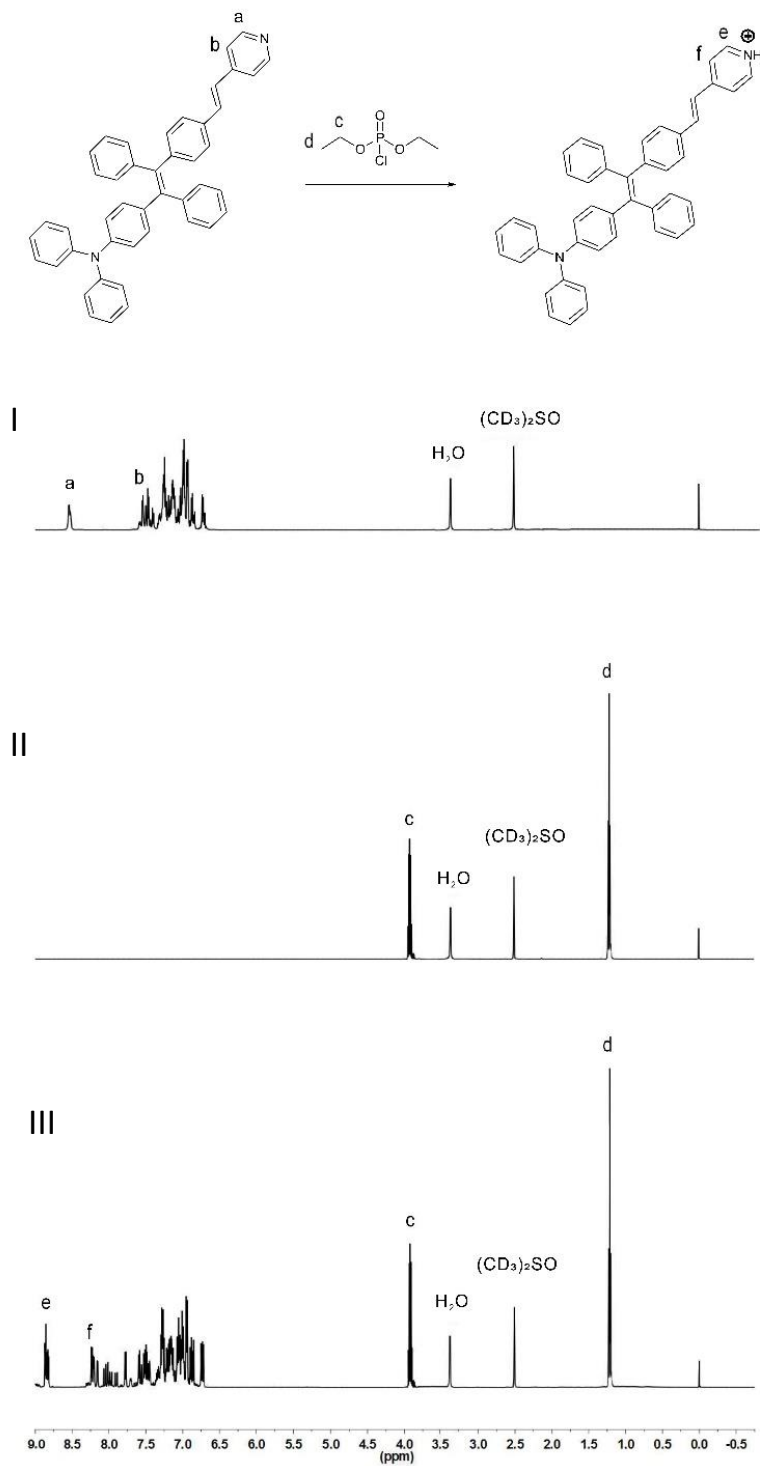 a
b
N
c
d
O
P
O
O
Cl
e
⊕
f
NH
N
N
I
a
b
H₂O
(CD₃)₂SO
II
c
H₂O
(CD₃)₂SO
d
III
e
f
c
H₂O
(CD₃)₂SO
d
9.0 8.5 8.0 7.5 7.0 6.5 6.0 5.5 5.0 4.5 4.0 3.5 3.0 2.5 2.0 1.5 1.0 0.5 0.0 -0.5
(ppm)